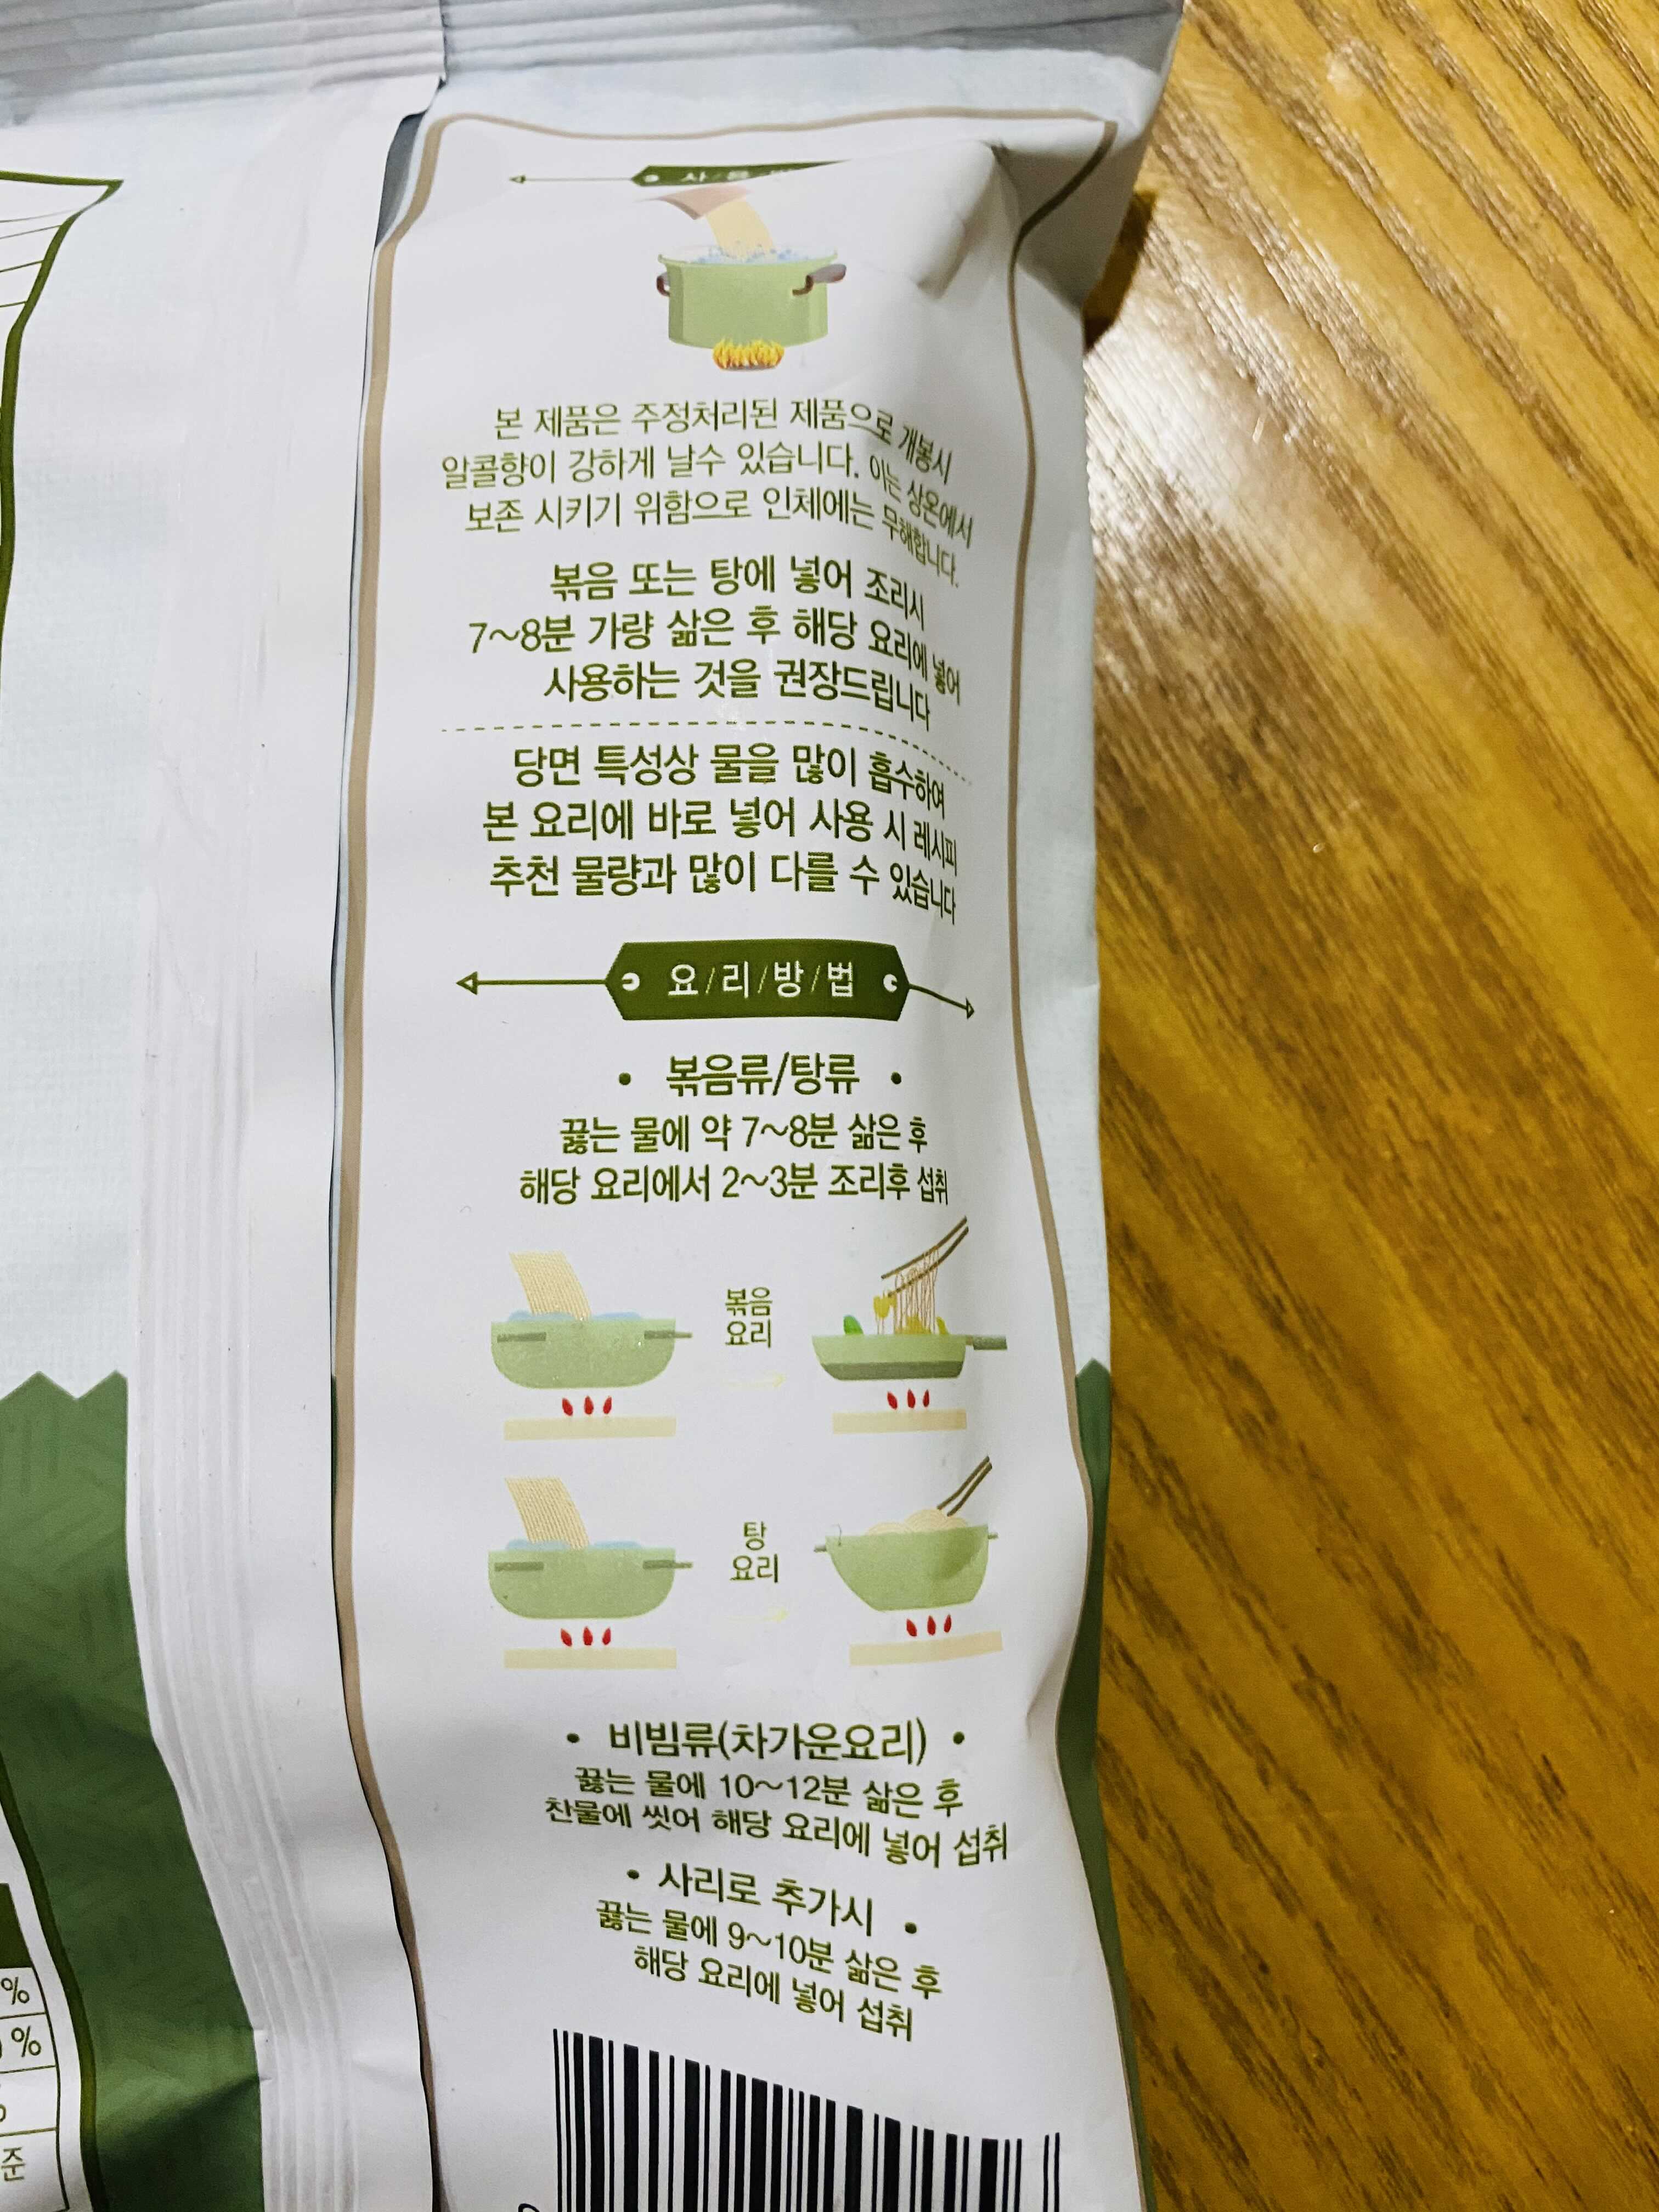 본 제품은 주정처리된 제품으로 개봉시
알콜향이 강하게 날수 있습니다. 이는 상온에서
보존 시키기 위함으로 인체에는 무해합니다.
볶음 또는 탕에 넣어 조리시
7~8분 가량 삶은 후 해당 요리에 넣어
사용하는 것을 권장드립니다
당면 특성상 물을 많이 흡수하여
본 요리에 바로 넣어 사용 시 레시피
추천 물량과 많이 다를 수 있습니다
요/리/방/법
• 볶음류/탕류 •
끓는 물에 약 7~8분 삶은 후
해당 요리에서 2~3분 조리후 섭취
볶음
요리
탕
요리
• 비빔류(차가운요리) •
끓는 물에 10~12분 삶은 후
찬물에 씻어 해당 요리에 넣어 섭취
• 사리로 추가시 •
끓는 물에 9~10분 삶은 후
해당 요리에 넣어 섭취
%
%
준